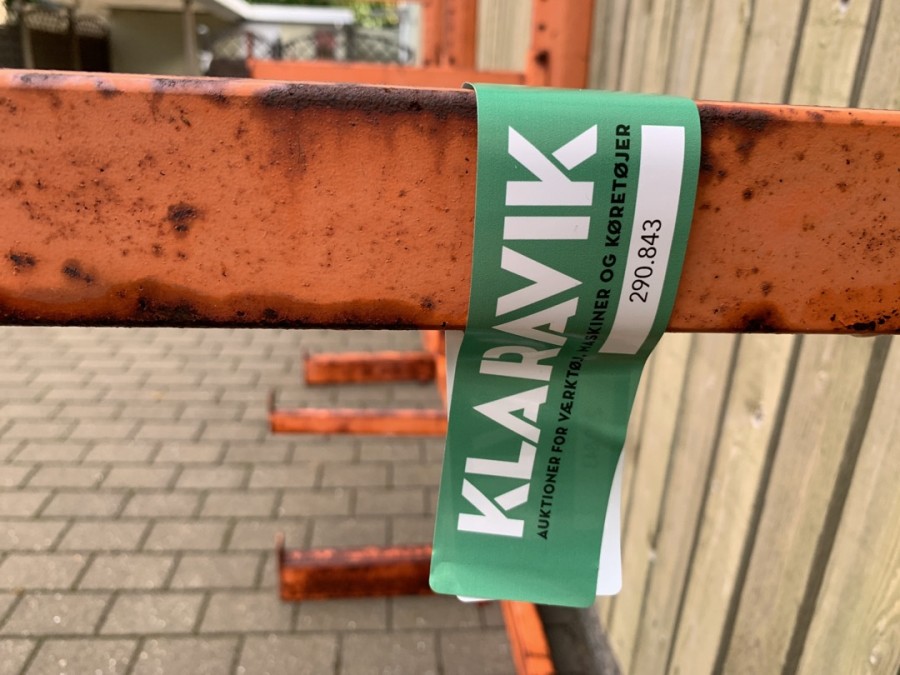 KLARAVIK
AUKTIONER FOR VÆRKTØJ, MASKINER OG KØRETØJER
290.843